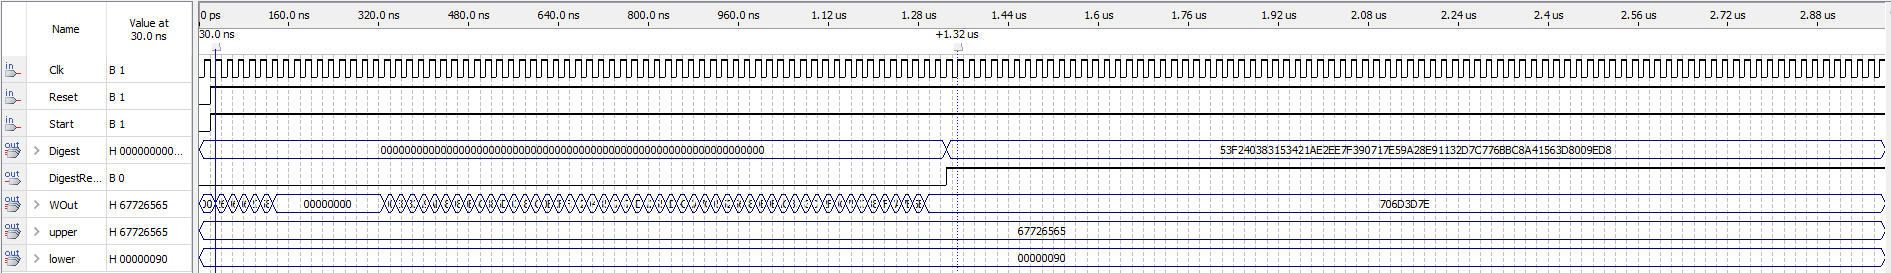 Name
Value at
30.0 ns
0 ps 160.0 ns 320.0 ns 480.0 ns 640.0 ns 800.0 ns 960.0 ns 1.12 us 1.28 us 1.44 us 1.6 us 1.76 us 1.92 us 2.08 us 2.24 us 2.4 us 2.56 us 2.72 us 2.88 us
30.0 ns +1.32 us
in Clk B 1
in Reset B 1
in Start B 1
out > Digest H 000000000... 0000000000000000000000000000000000000000000000000000000000000000 53F240383153421AE2EE7F390717E59A28E91132D7C776BBC8A41563D8009ED8
out DigestRe... B 0
out > WOut H 67726565 00000000 706D3D7E
out > upper H 67726565 67726565
out > lower H 00000090 00000090